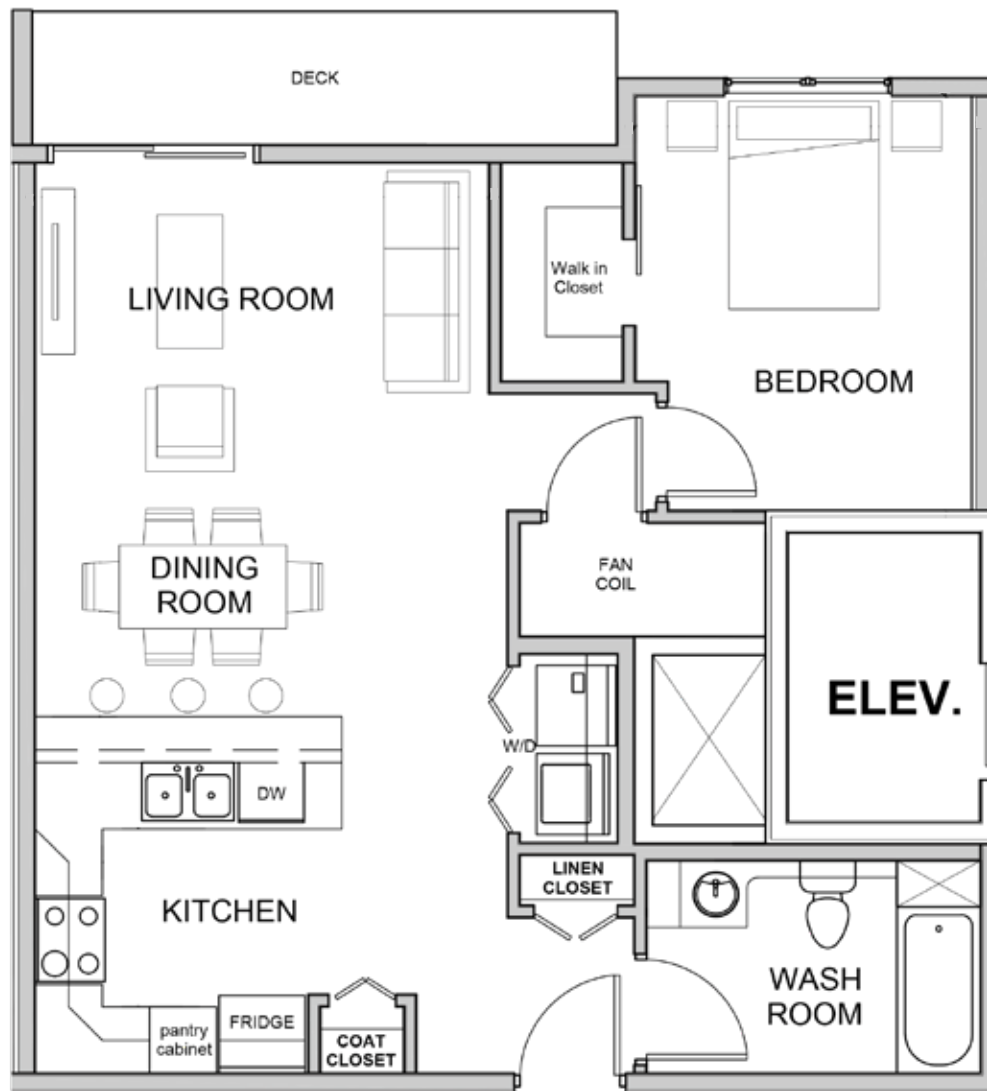 DECK
Walk in
Closet
LIVING ROOM
BEDROOM
DINING
ROOM
FAN
COIL
ELEV.
W/D
DW
LINEN
CLOSET
KITCHEN
WASH
ROOM
pantry
cabinet
FRIDGE
COAT
CLOSET